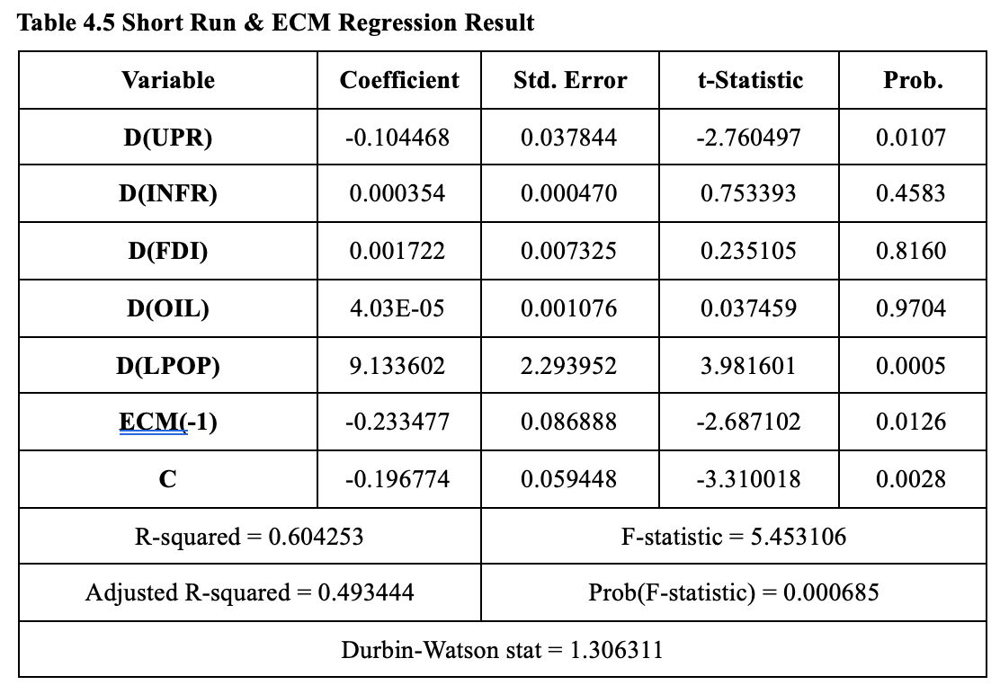 Table 4.5 Short Run & ECM Regression Result
Variable Coefficient Std. Error t-Statistic Prob.
D(UPR) -0.104468 0.037844 -2.760497 0.0107
D(INFR) 0.000354 0.000470 0.753393 0.4583
D(FDI) 0.001722 0.007325 0.235105 0.8160
D(OIL) 4.03E-05 0.001076 0.037459 0.9704
D(LPOP) 9.133602 2.293952 3.981601 0.0005
ECM(-1) -0.233477 0.086888 -2.687102 0.0126
C -0.196774 0.059448 -3.310018 0.0028
R-squared = 0.604253 F-statistic = 5.453106
Adjusted R-squared = 0.493444 Prob(F-statistic) = 0.000685
Durbin-Watson stat = 1.306311